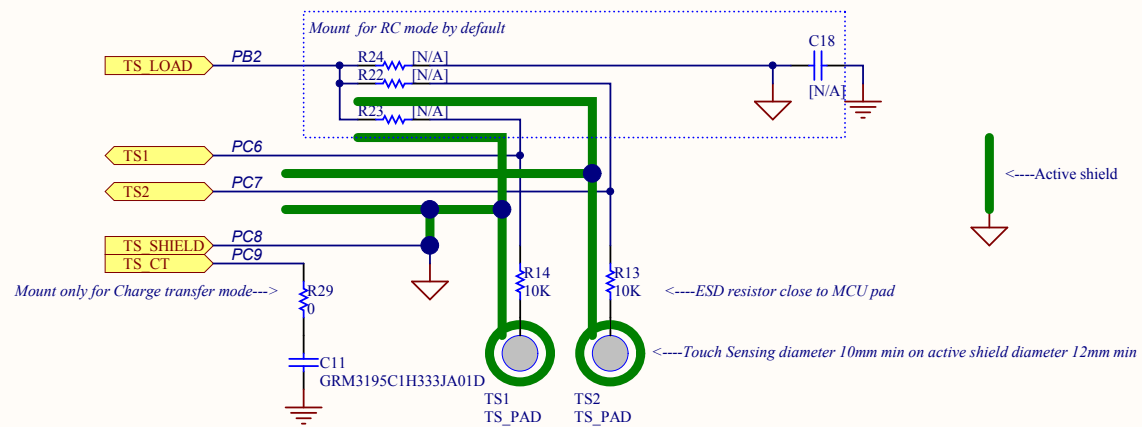 Mount for RC mode by default
C18
TS_LOAD
PB2
R24
[N/A]
R22
[N/A]
[N/A]
R23
[N/A]
TS1
PC6
TS2
PC7
<----Active shield
TS_SHIELD
PC8
TS_CT
PC9
Mount only for Charge transfer mode--->
R29
0
R14
10K
R13
10K
<----ESD resistor close to MCU pad
<----Touch Sensing diameter 10mm min on active shield diameter 12mm min
C11
GRM3195C1H333JA01D
TS1
TS_PAD
TS2
TS_PAD